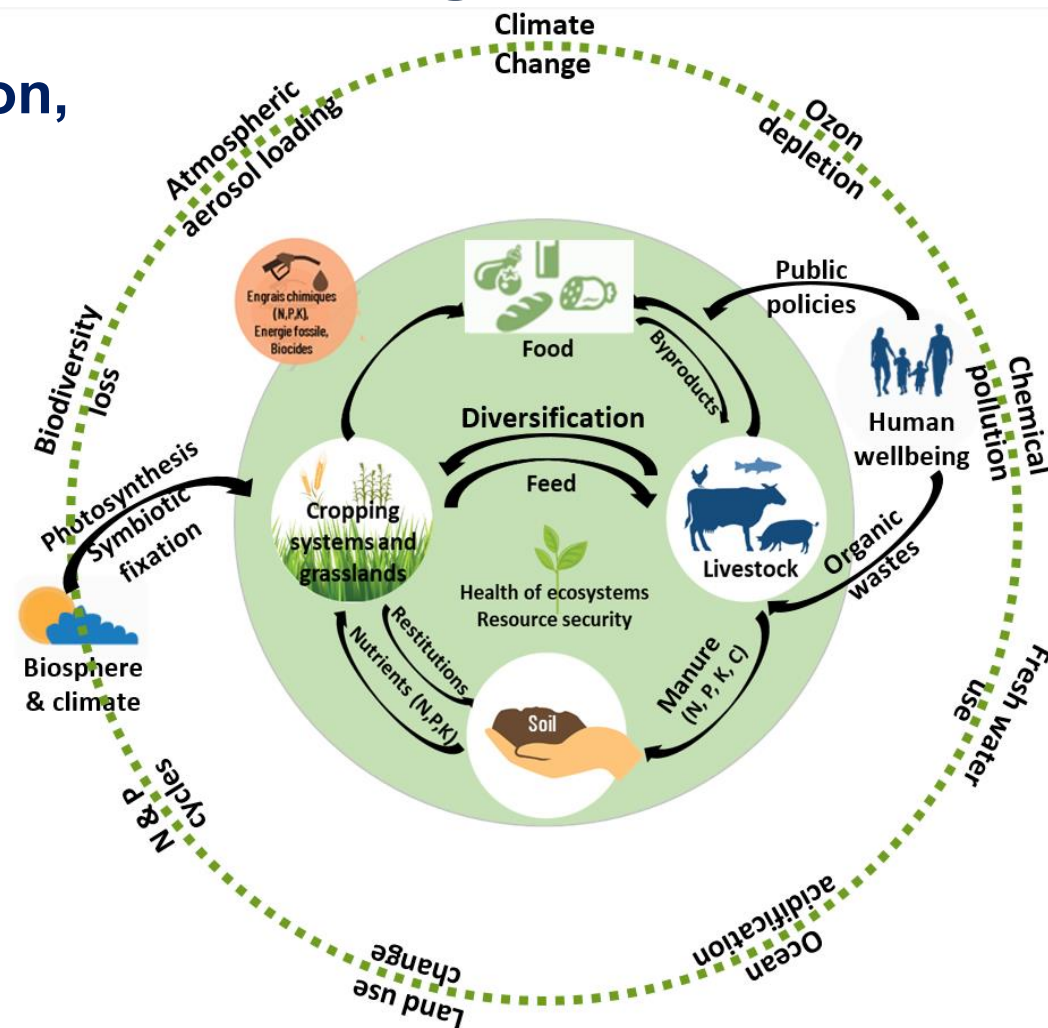 on,
Climate
Change
Atmospheric
aerosol loading
Ozon
depletion
Engrais chimiques
(N,P,K),
Energie fossile,
Biocides
Food
Byproducts
Public
policies
Human
wellbeing
Chemical
pollution
Biodiversity
loss
Diversification
Feed
Photosynthesis
Symbiotic
fixation
Cropping
systems and
grasslands
Livestock
Organic
wastes
Health of ecosystems
Resource security
Biosphere
& climate
Restitutions
Nutrients (N,P,K)
Manure
(N, P, K, C)
Soil
Fresh water
use
N & P
cycles
Land use
change
Ocean
acidification